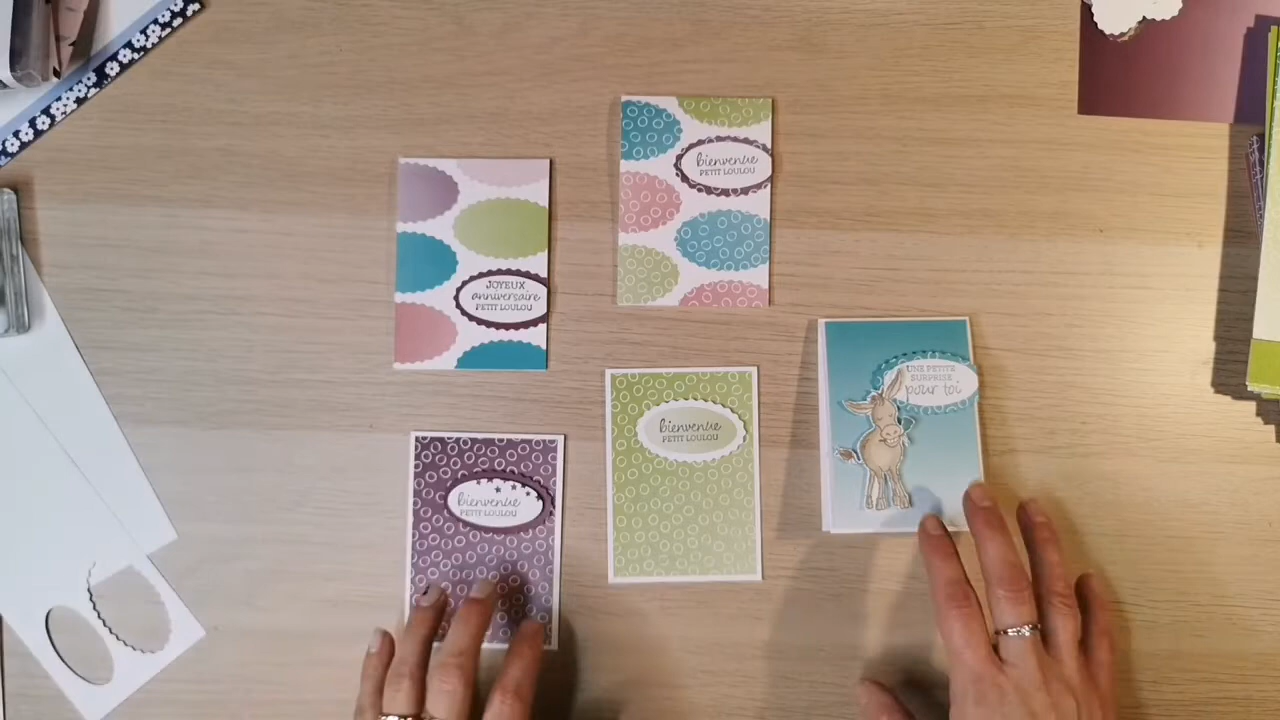 bienvenue
PETIT LOULOU
JOYEUX
anniversaire
PETIT LOULOU
UNE PETITE
SURPRISE
pour toi
bienvenue
PETIT LOULOU
bienvenue
PETIT LOULOU